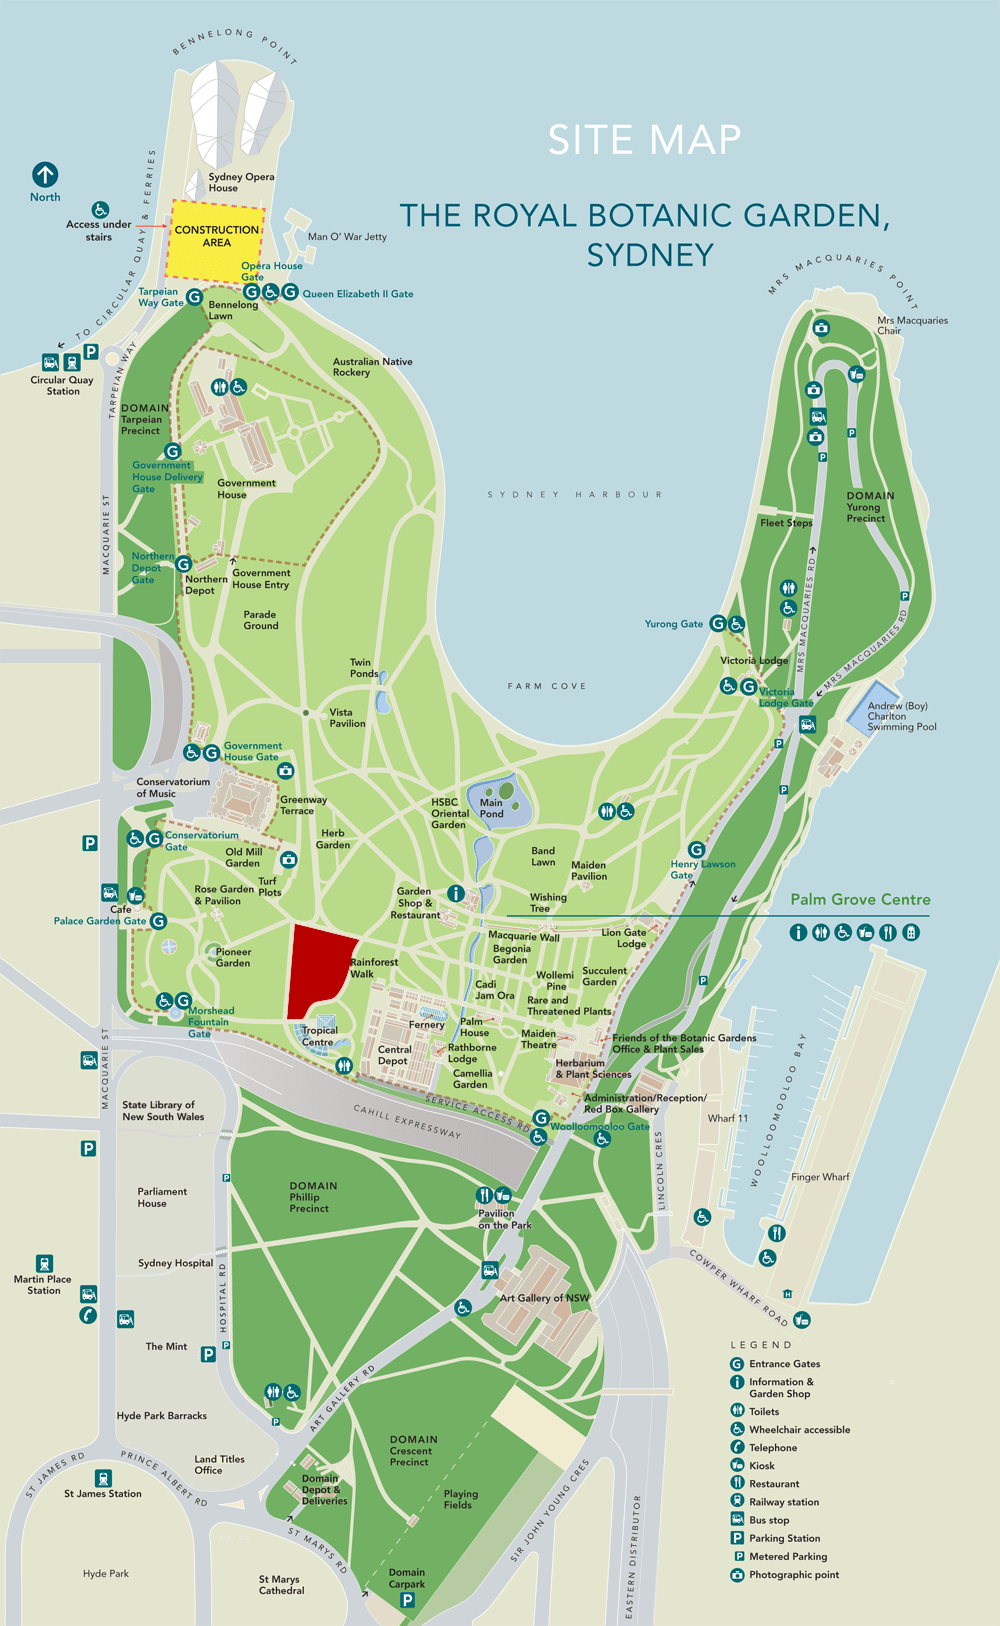 BENNELONG POINT
SITE MAP
THE ROYAL BOTANIC GARDEN,
SYDNEY
North
Sydney Opera
House
Access under
stairs
CONSTRUCTION
AREA
Man O' War Jetty
TO CIRCULAR QUAY & FERRIES
Opera House
Gate
Queen Elizabeth II Gate
Tarpeian
Way Gate
Bennelong
Lawn
MRS MACQUARIES POINT
Mrs Macquaries
Chair
P
Circular Quay
Station
TARPEIAN WAY
Australian Native
Rockery
DOMAIN
Tarpeian
Precinct
Government
House Delivery
Gate
Government
House
SYDNEY HARBOUR
DOMAIN
Yurong
Precinct
Fleet Steps
MACQUARIE ST
Northern
Depot
Gate
Northern
Depot
Government
House Entry
Parade
Ground
MRS MACQUARIES RD
MRS MACQUARIES RD
Yurong Gate
Victoria Lodge
Victoria
Lodge Gate
Twin
Ponds
FARM COVE
Vista
Pavilion
Andrew (Boy)
Charlton
Swimming Pool
Government
House Gate
Conservatorium
of Music
Greenway
Terrace
HSBC
Oriental
Garden
Main
Pond
Herb
Garden
Conservatorium
Gate
Old Mill
Garden
Band
Lawn
Maiden
Pavilion
Henry Lawson
Gate
Turf
Plots
Rose Garden
& Pavilion
Garden
Shop &
Restaurant
Wishing
Tree
Palm Grove Centre
Cafe
Palace Garden Gate
Macquarie Wall
Lion Gate
Lodge
Begonia
Garden
Pioneer
Garden
Rainforest
Walk
Wollemi
Pine
Succulent
Garden
Cadi
Jam Ora
Rare and
Threatened Plants
Morshead
Fountain
Gate
Tropical
Centre
Fernery
Palm
House
Maiden
Theatre
Friends of the Botanic Gardens
Office & Plant Sales
Central
Depot
Rathborne
Lodge
Herbarium
& Plant Sciences
Camellia
Garden
Administration/Reception/
Red Box Gallery
MACQUARIE ST
SERVICE ACCESS RD
CAHILL EXPRESSWAY
Woolloomooloo Gate
State Library of
New South Wales
Wharf 11
WOOLLOOMOOLOO BAY
LINCOLN CRES
Finger Wharf
Parliament
House
DOMAIN
Phillip
Precinct
Pavilion
on the Park
Sydney Hospital
Martin Place
Station
HOSPITAL RD
Art Gallery of NSW
COWPER WHARF ROAD
The Mint
ART GALLERY RD
Hyde Park Barracks
DOMAIN
Crescent
Precinct
Land Titles
Office
ST JAMES RD
PRINCE ALBERT RD
St James Station
Domain
Depot &
Deliveries
Playing
Fields
ST MARYS RD
SIR JOHN YOUNG CRES
EASTERN DISTRIBUTOR
Hyde Park
St Marys
Cathedral
Domain
Carpark
P
LEGEND
G Entrance Gates
i Information &
Garden Shop
Toilets
Wheelchair accessible
Telephone
Kiosk
Restaurant
Railway station
Bus stop
P Parking Station
P Metered Parking
Photographic point